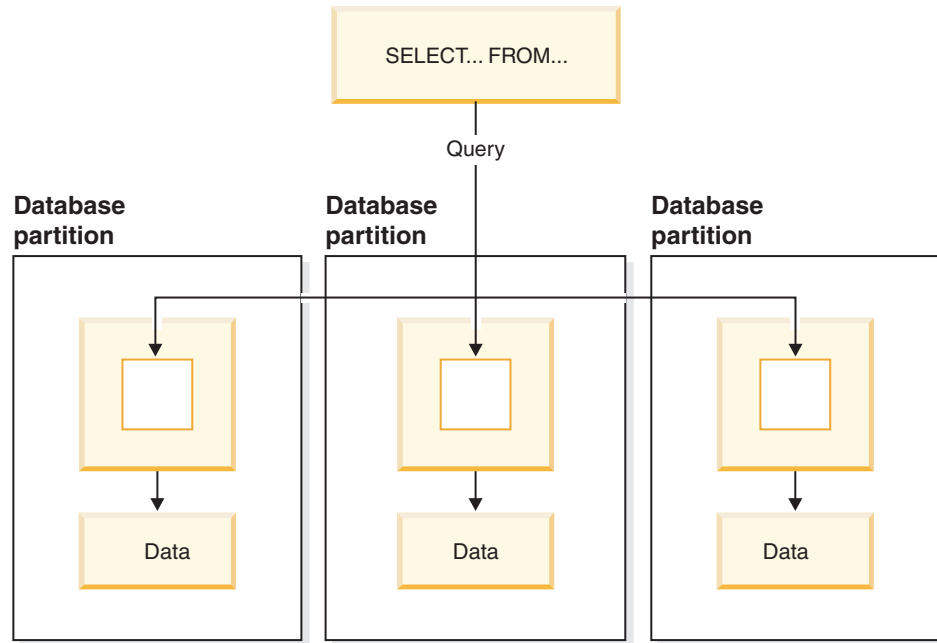 SELECT... FROM...
Query
Database
partition
Database
partition
Database
partition
Data
Data
Data